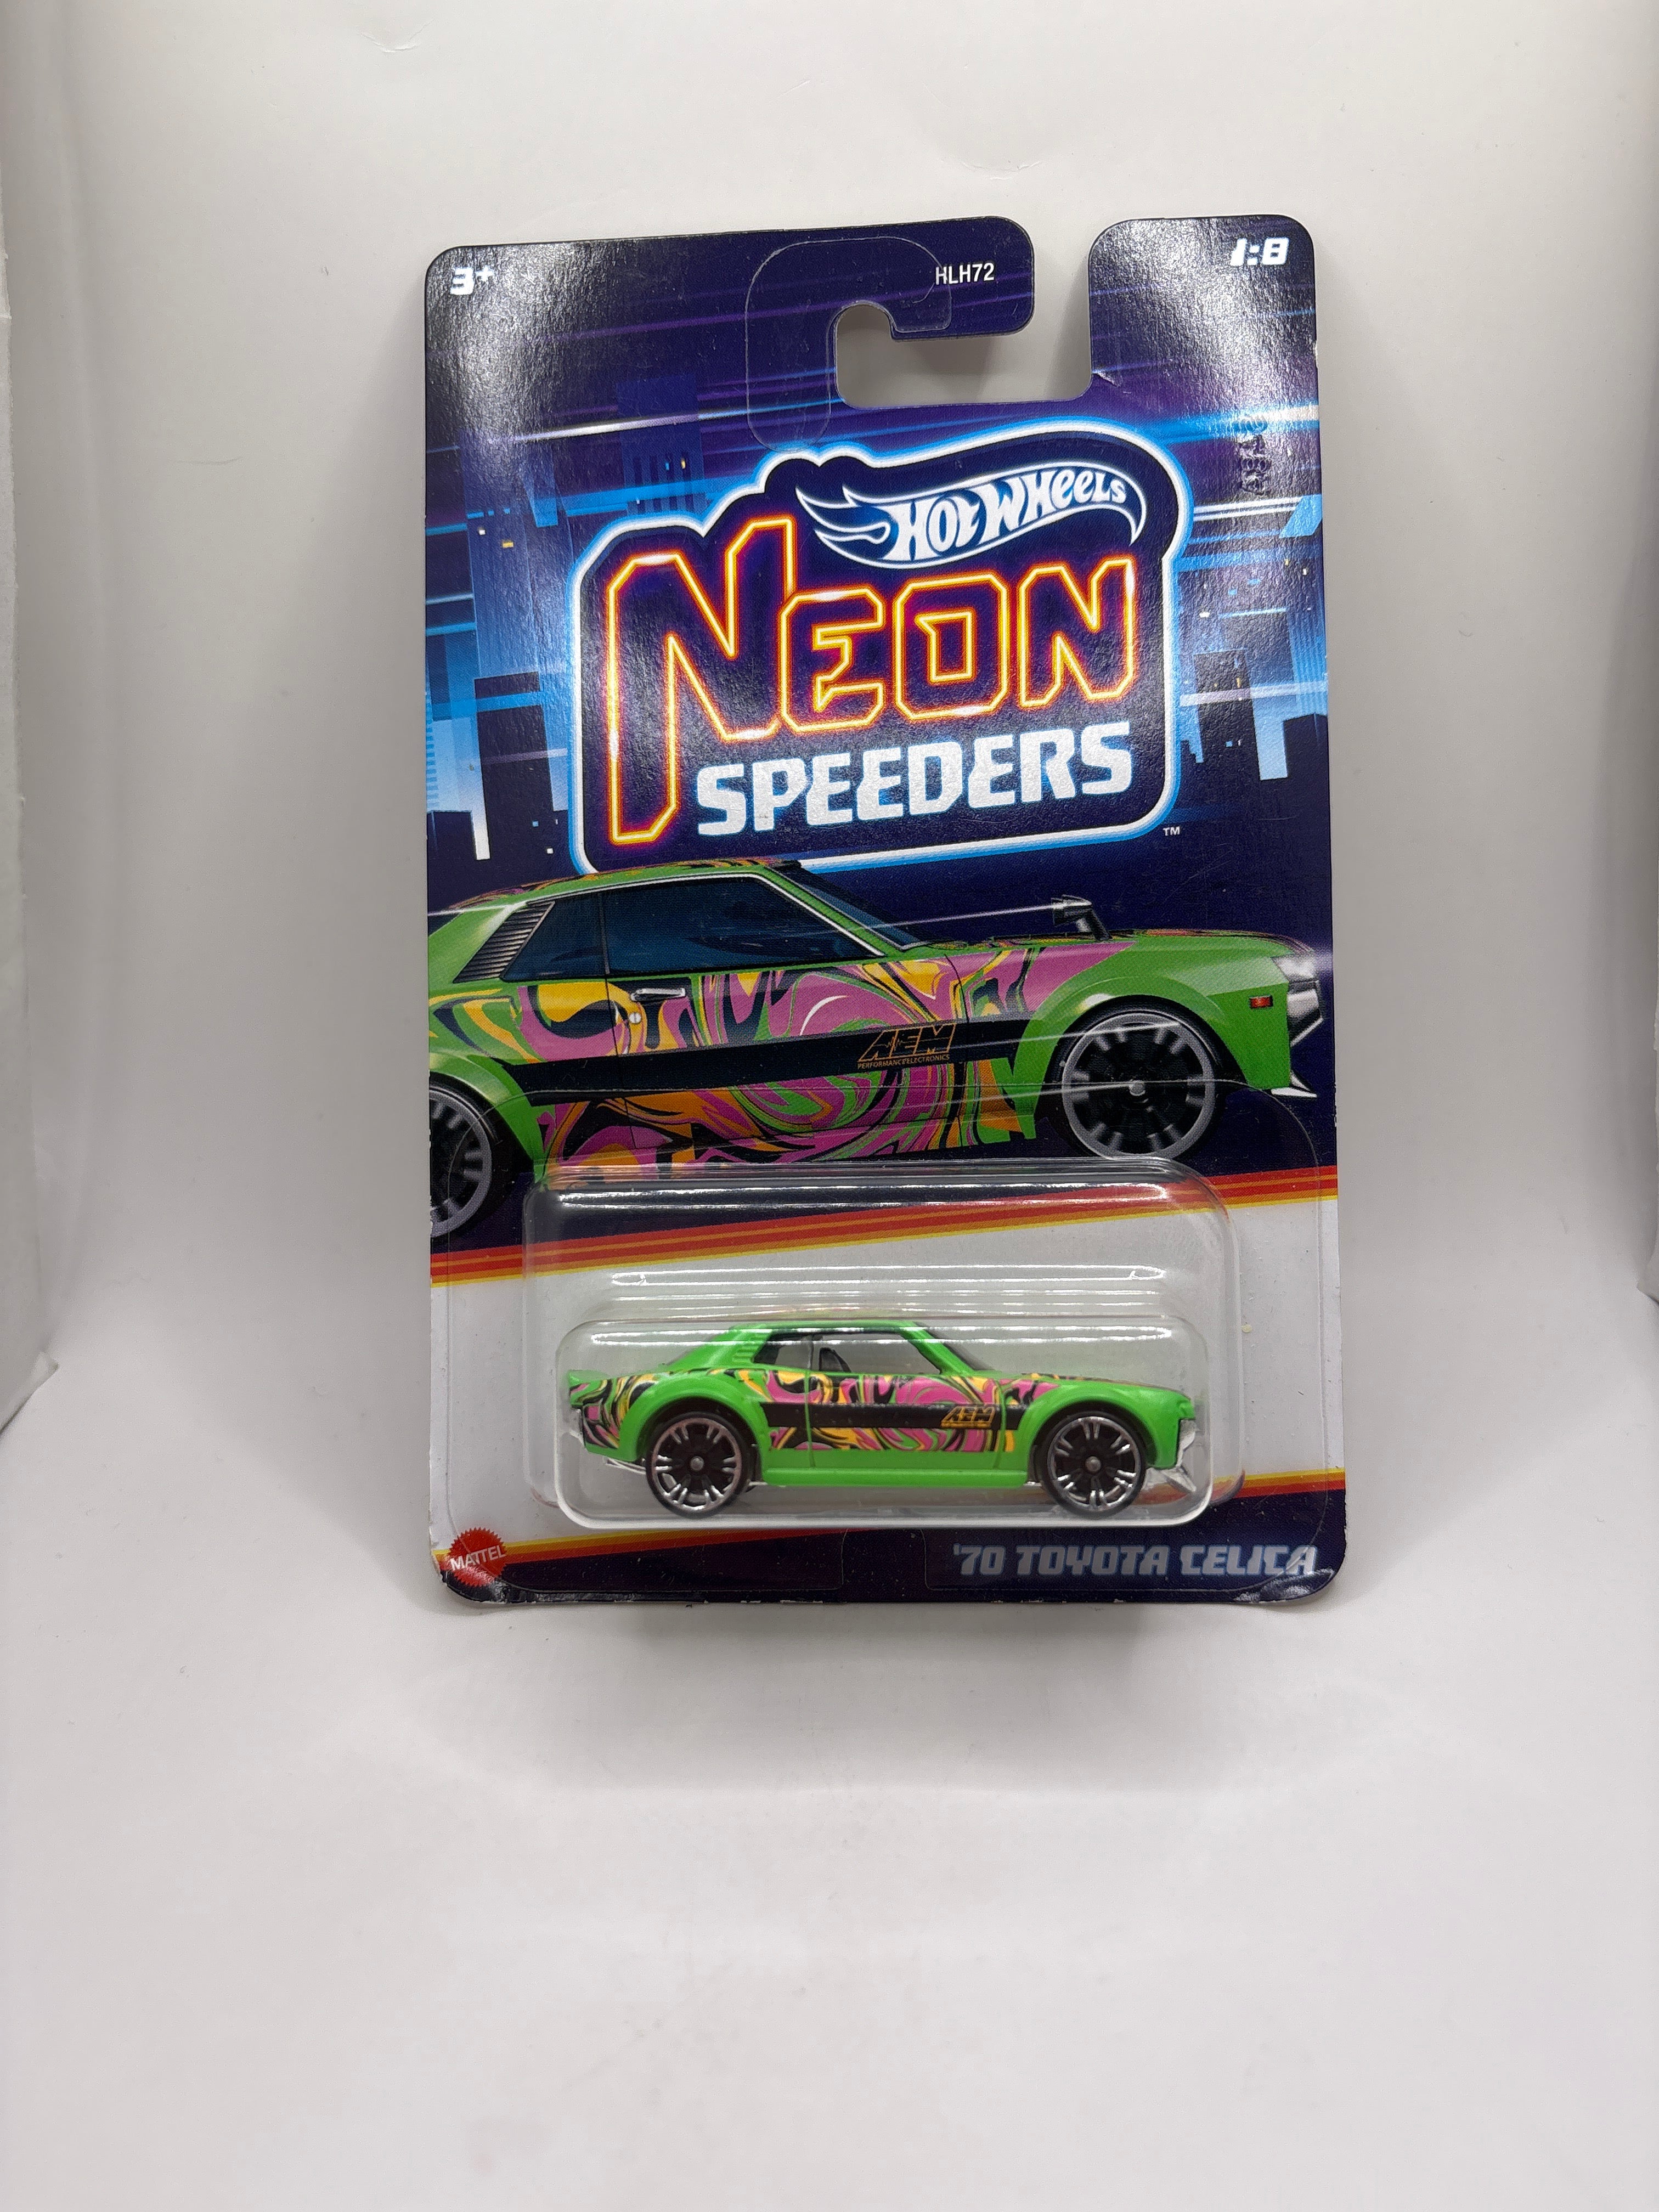 3+
HLH72
1:8
HOT WHEELS
NEON
SPEEDERS
TM
AEM
PERFORMANCE ELECTRONICS
AEM
MATTEL
'70 TOYOTA CELICA